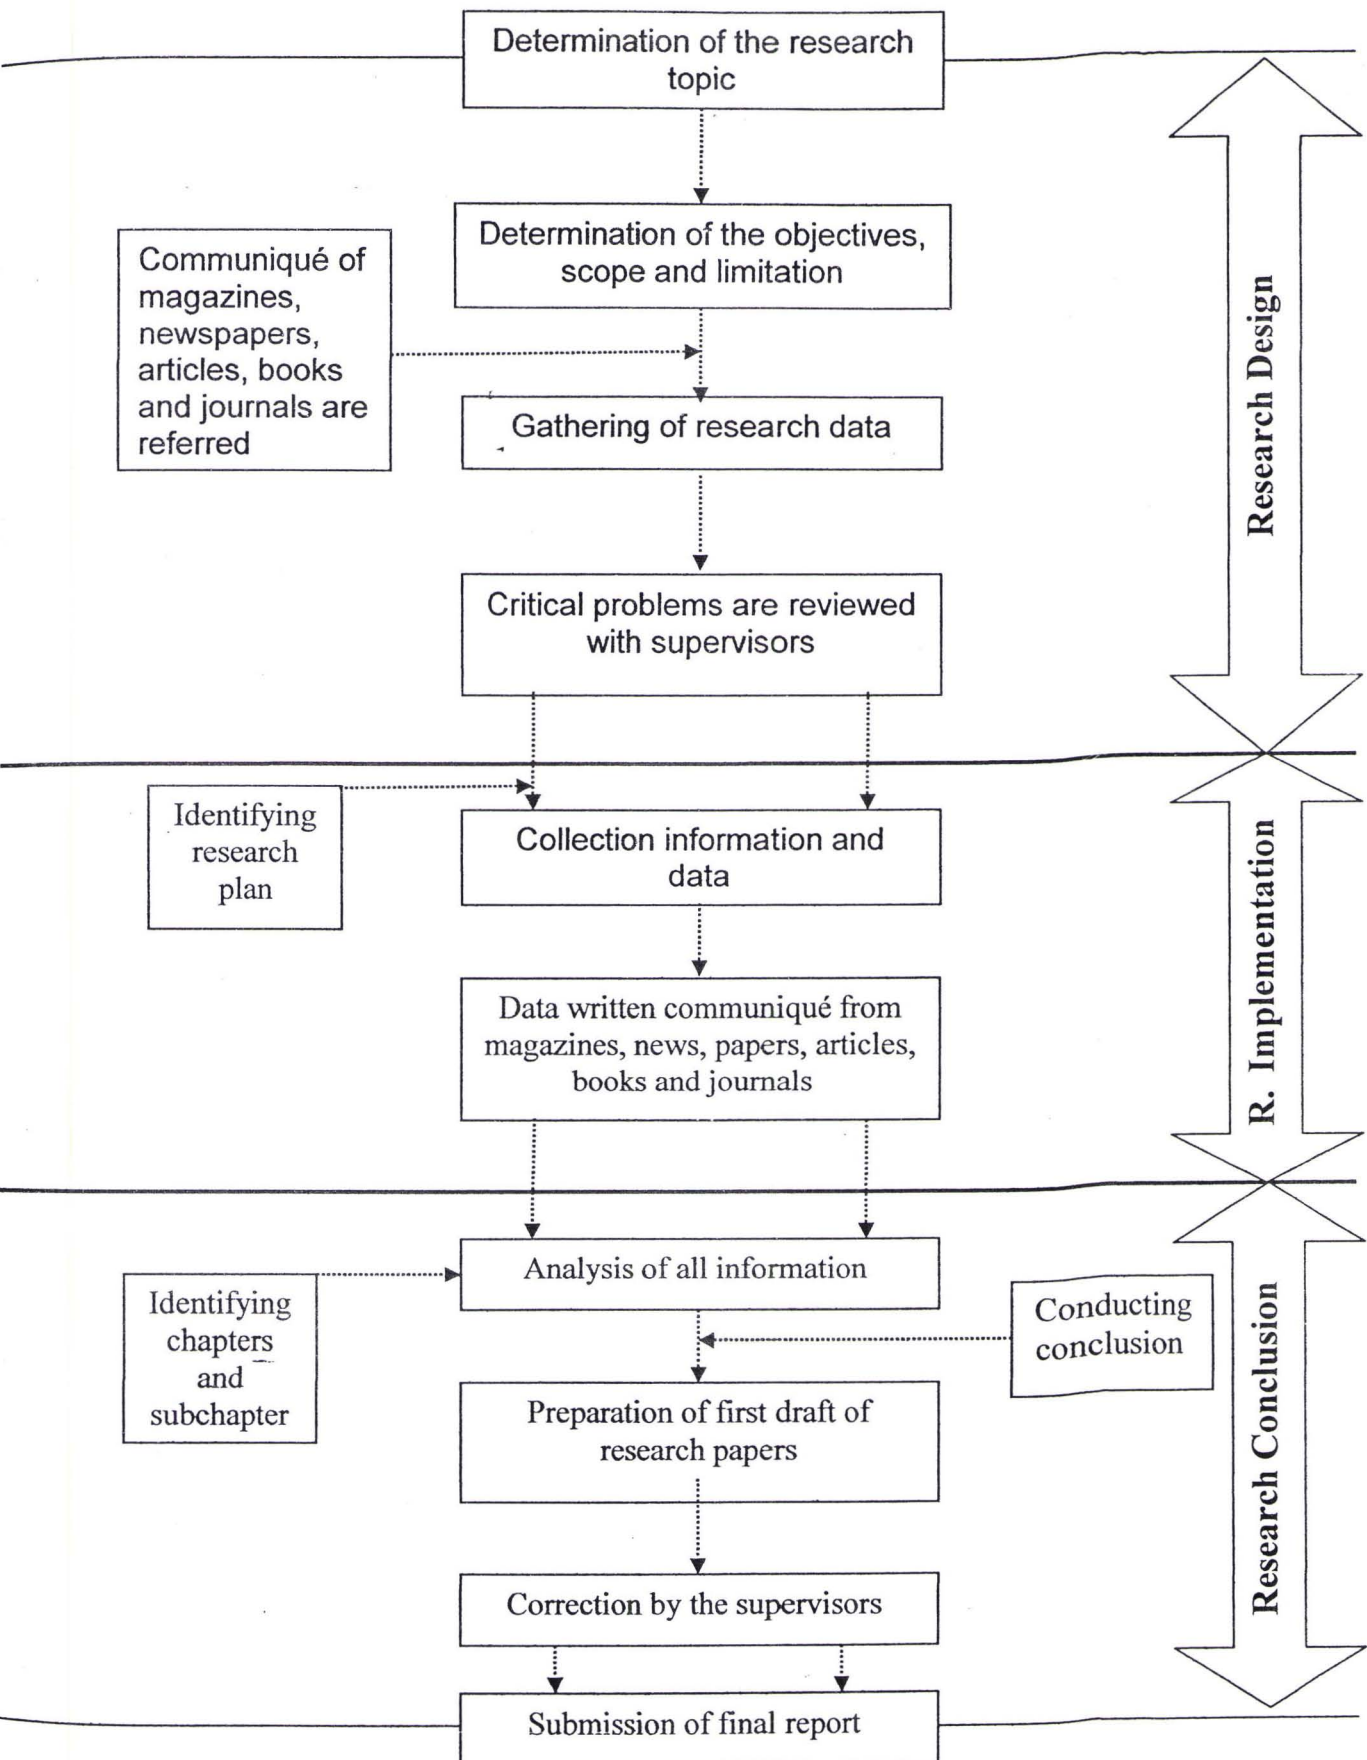 Determination of the research
topic
Determination of the objectives,
scope and limitation
Communiqué of
magazines,
newspapers,
articles, books
and journals are
referred
Gathering of research data
Critical problems are reviewed
with supervisors
Research Design
Identifying
research
plan
Collection information and
data
Data written communiqué from
magazines, news, papers, articles,
books and journals
R. Implementation
Analysis of all information
Identifying
chapters
and
subchapter
Conducting
conclusion
Preparation of first draft of
research papers
Correction by the supervisors
Submission of final report
Research Conclusion